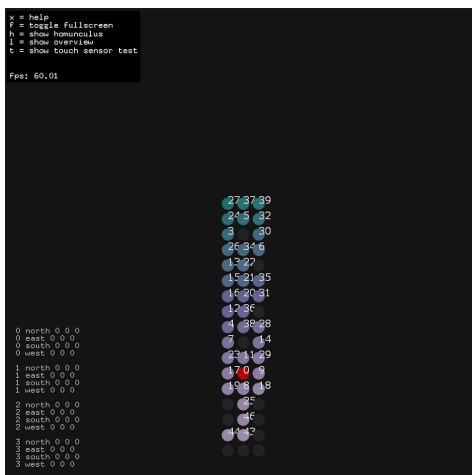 x = help
f = toggle fullscreen
h = show homunculus
l = show overview
t = show touch sensor test
fps: 60.01
27 37 39
24 5 32
3 30
26 34 6
13 22
15 21 35
16 20 31
12 36
4 38 28
7 14
23 11 29
17 0 9
19 8 18
25
46
44 42
0 north 0 0 0
0 east 0 0 0
0 south 0 0 0
0 west 0 0 0
1 north 0 0 0
1 east 0 0 0
1 south 0 0 0
1 west 0 0 0
2 north 0 0 0
2 east 0 0 0
2 south 0 0 0
2 west 0 0 0
3 north 0 0 0
3 east 0 0 0
3 south 0 0 0
3 west 0 0 0